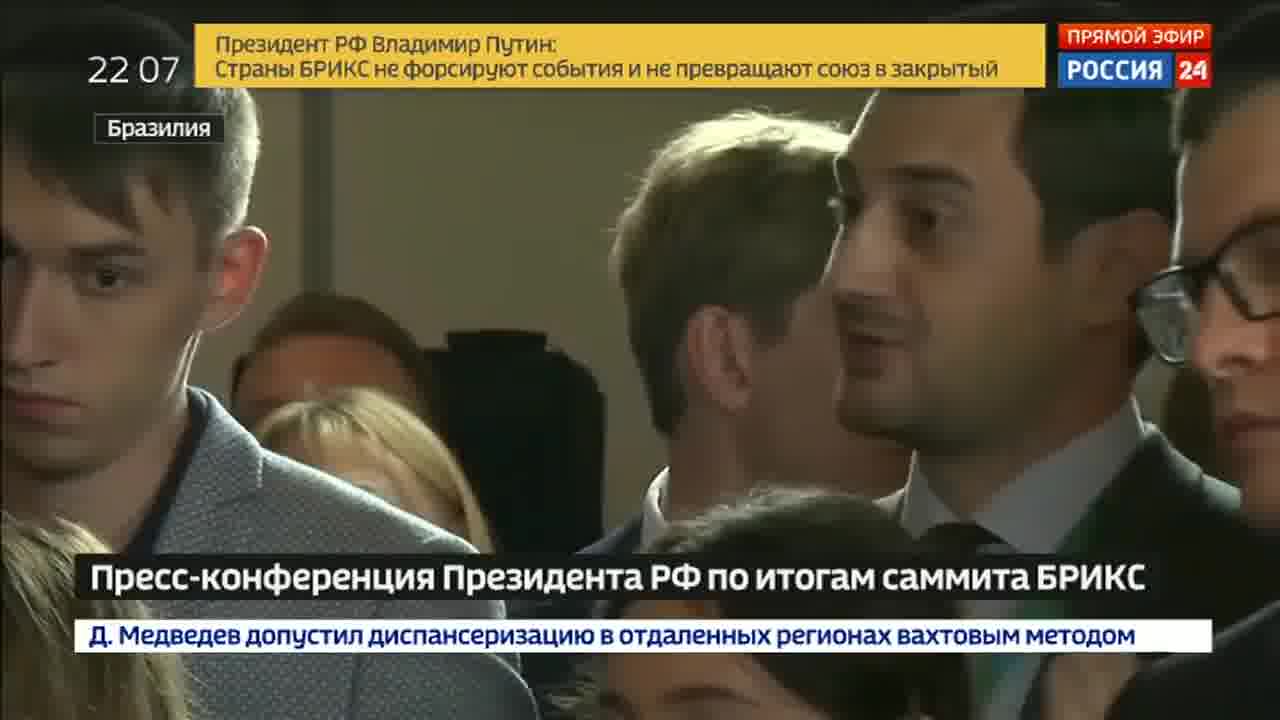 22 07
Президент РФ Владимир Путин:
Страны БРИКС не форсируют события и не превращают союз в закрытый
ПРЯМОЙ ЭФИР
РОССИЯ 24
Бразилия
Пресс-конференция Президента РФ по итогам саммита БРИКС
Д. Медведев допустил диспансеризацию в отдаленных регионах вахтовым методом